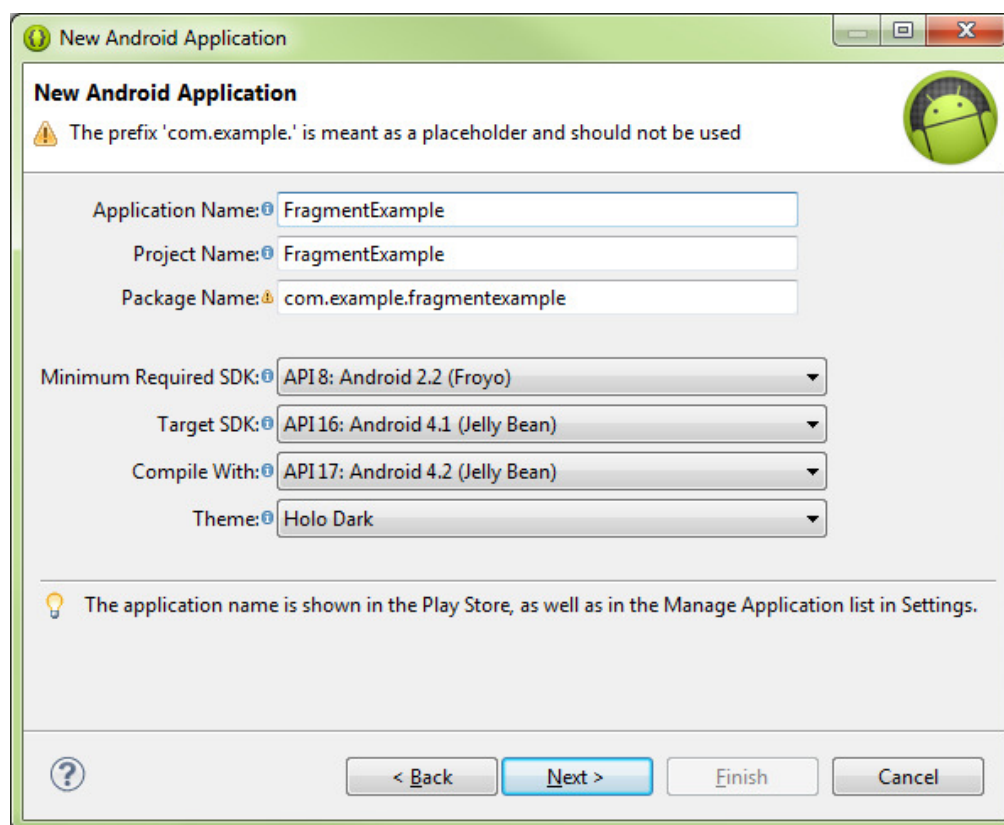 New Android Application
New Android Application
The prefix 'com.example.' is meant as a placeholder and should not be used
Application Name: FragmentExample
Project Name: FragmentExample
Package Name: com.example.fragmentexample
Minimum Required SDK: API 8: Android 2.2 (Froyo)
Target SDK: API 16: Android 4.1 (Jelly Bean)
Compile With: API 17: Android 4.2 (Jelly Bean)
Theme: Holo Dark
The application name is shown in the Play Store, as well as in the Manage Application list in Settings.
? < Back Next > Finish Cancel